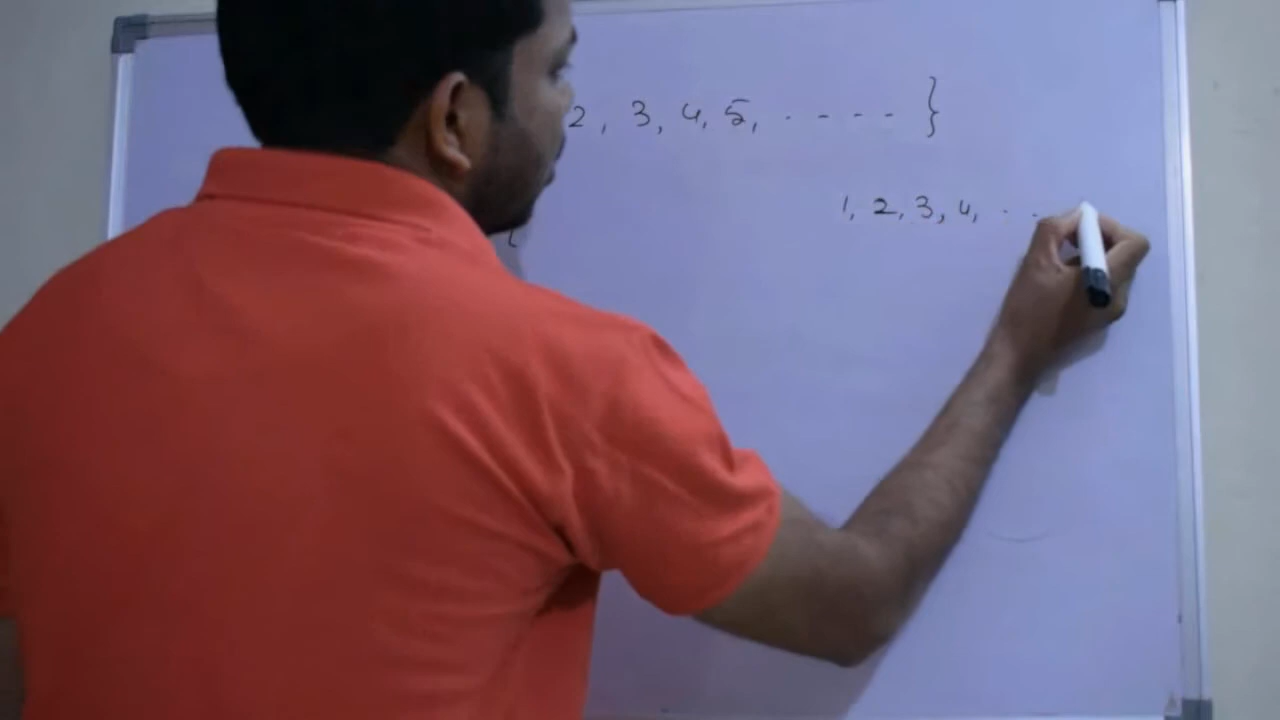 2, 3, 4, 5, . - - - - }
{ 1, 2, 3, 4, . .